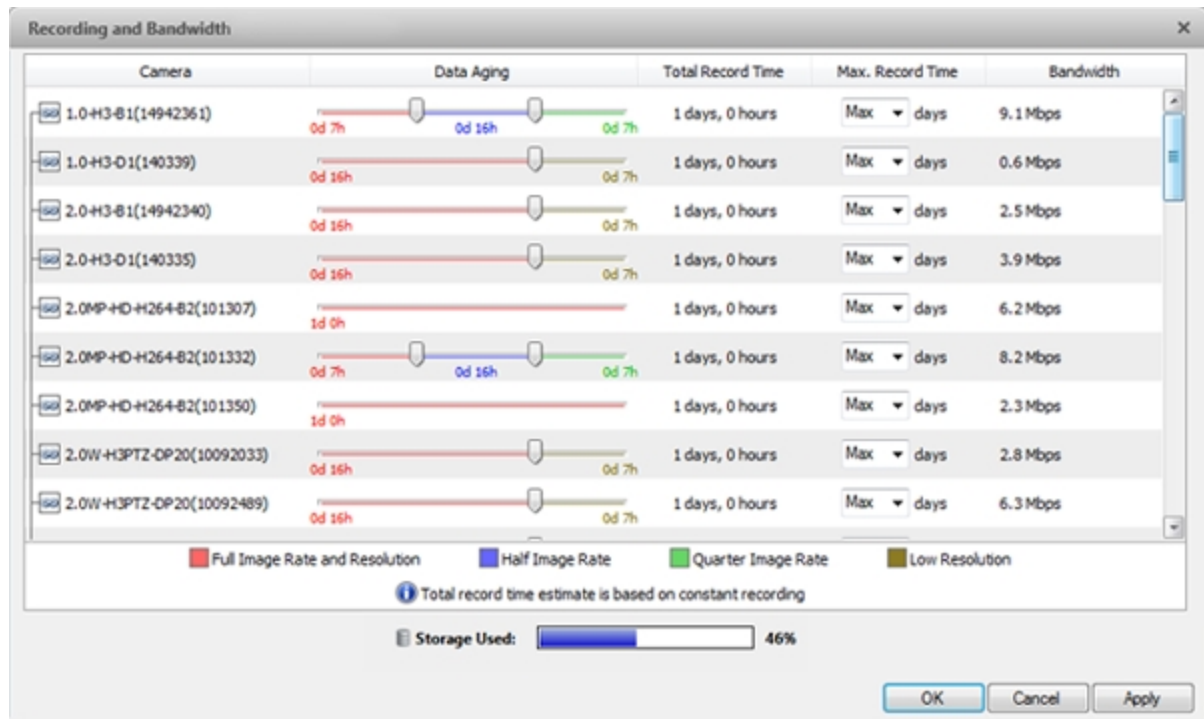 Recording and Bandwidth
Camera Data Aging Total Record Time Max. Record Time Bandwidth
1.0-H3-B1(14942361) 0d 7h 0d 16h 0d 7h 1 days, 0 hours Max days 9.1 Mbps
1.0-H3-D1(140339) 0d 16h 0d 7h 1 days, 0 hours Max days 0.6 Mbps
2.0-H3-B1(14942340) 0d 16h 0d 7h 1 days, 0 hours Max days 2.5 Mbps
2.0-H3-D1(140335) 0d 16h 0d 7h 1 days, 0 hours Max days 3.9 Mbps
2.0MP-HD-H264-B2(101307) 1d 0h 1 days, 0 hours Max days 6.2 Mbps
2.0MP-HD-H264-B2(101332) 0d 7h 0d 16h 0d 7h 1 days, 0 hours Max days 8.2 Mbps
2.0MP-HD-H264-B2(101350) 1d 0h 1 days, 0 hours Max days 2.3 Mbps
2.0W-H3PTZ-DP20(10092033) 0d 16h 0d 7h 1 days, 0 hours Max days 2.8 Mbps
2.0W-H3PTZ-DP20(10092489) 0d 16h 0d 7h 1 days, 0 hours Max days 6.3 Mbps
Full Image Rate and Resolution Half Image Rate Quarter Image Rate Low Resolution
Total record time estimate is based on constant recording
Storage Used: 46%
OK Cancel Apply